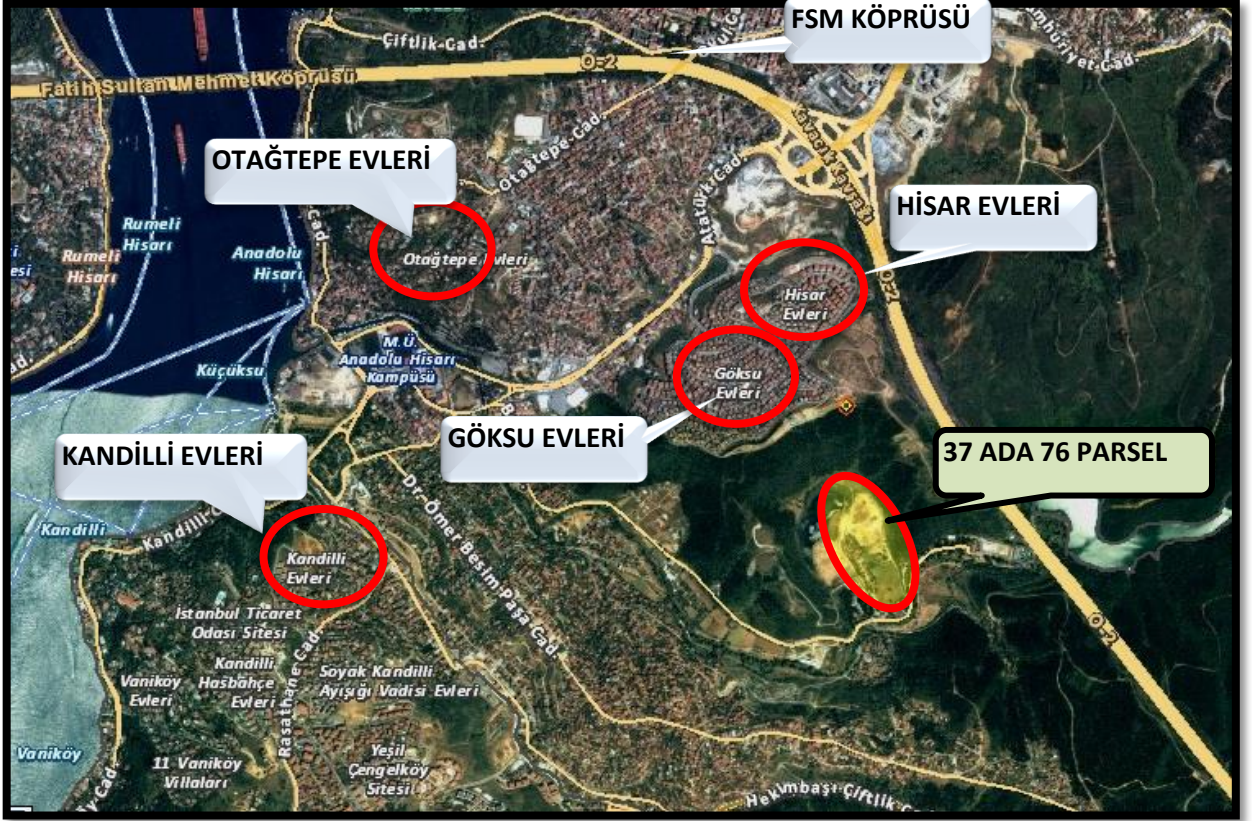 FSM KÖPRÜSÜ
Çiftlik Cad.
O-2
Fatih Sultan Mehmet Köprüsü
Kavacık Kavşağı
OTAĞTEPE EVLERİ
Otağtepe Cad.
Atatürk Cad.
HİSAR EVLERİ
Rumeli
Hisarı
Rumeli
Hisarı
Anadolu
Hisarı
Cad.
Otağtepe Evleri
O-2
Hisar
Evleri
M.Ü.
Anadolu Hisarı
Kampüsü
Küçüksu
Göksu
Evleri
GÖKSU EVLERİ
KANDİLLİ EVLERİ
37 ADA 76 PARSEL
Dr. Ömer Besim Paşa Cad.
Kandilli
Kandilli
Kandilli
Evleri
İstanbul Ticaret
Odası Sitesi
Kandilli
Hasbahçe
Evleri
Vaniköy
Evleri
Rasathane Cad.
Soyak Kandilli
Ayışığı Vadisi Evleri
O-2
Vaniköy
11 Vaniköy
Villaları
Yeşil
Çengelköy
Sitesi
Cad.